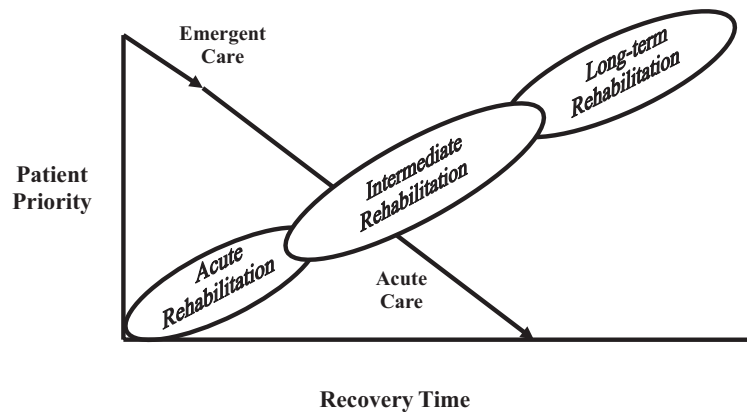 Emergent
Care
Long-term
Rehabilitation
Patient
Priority
Intermediate
Rehabilitation
Acute
Rehabilitation
Acute
Care
Recovery Time